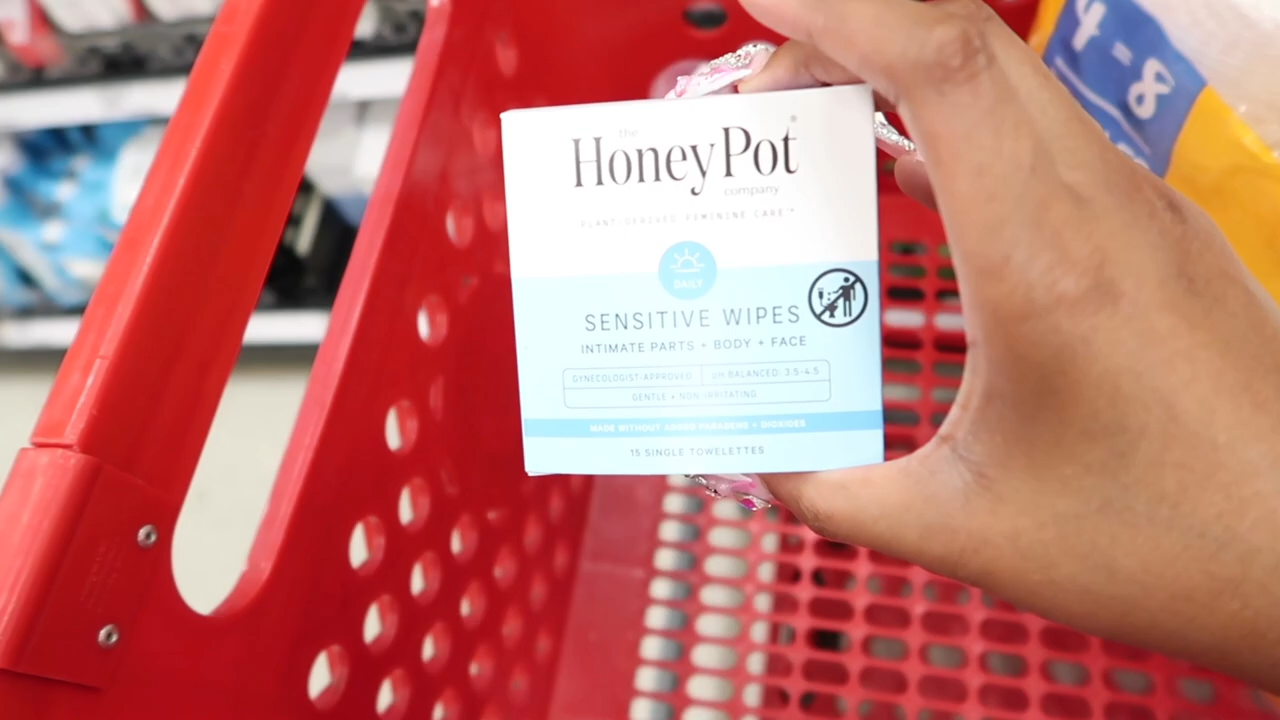 the
HoneyPot®
company
PLANT-DERIVED FEMININE CARE™
DAILY
SENSITIVE WIPES
INTIMATE PARTS + BODY + FACE
GYNECOLOGIST-APPROVED
pH BALANCED: 3.5-4.5
GENTLE + NON-IRRITATING
MADE WITHOUT ADDED PARABENS + DIOXIDES
15 SINGLE TOWELETTES
4=8